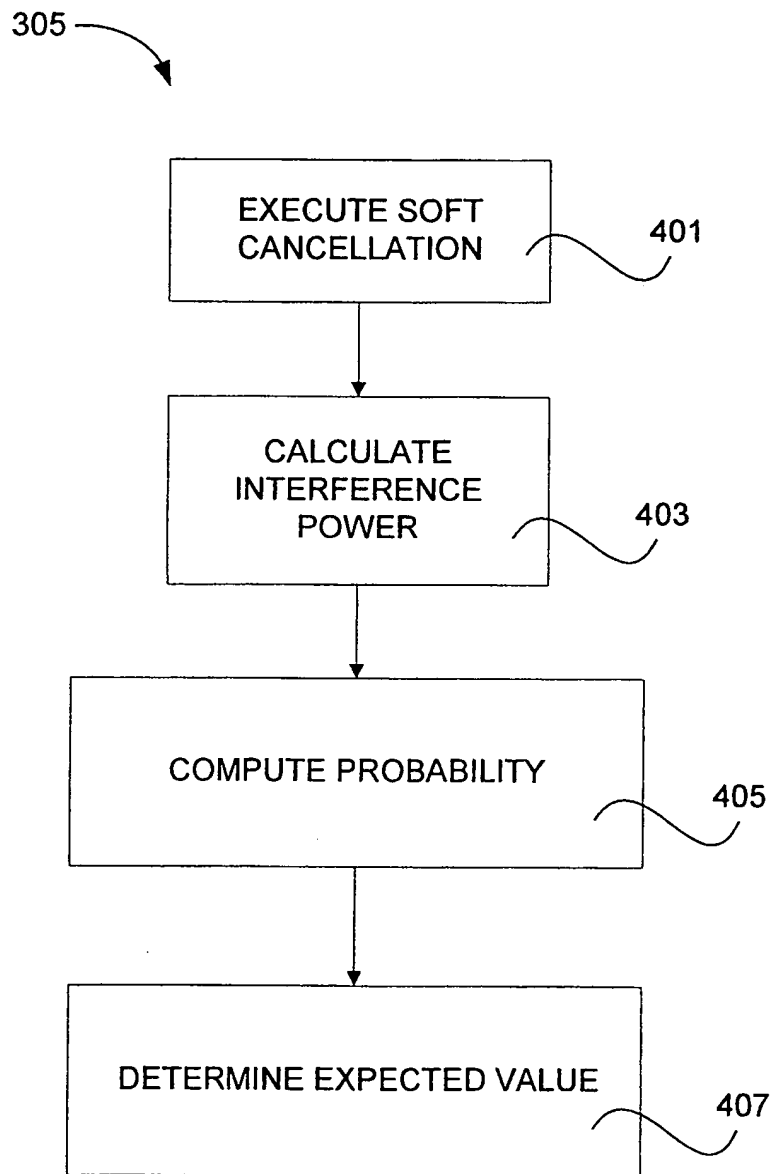 305
EXECUTE SOFT
CANCELLATION
401
CALCULATE
INTERFERENCE
POWER
403
COMPUTE PROBABILITY
405
DETERMINE EXPECTED VALUE
407